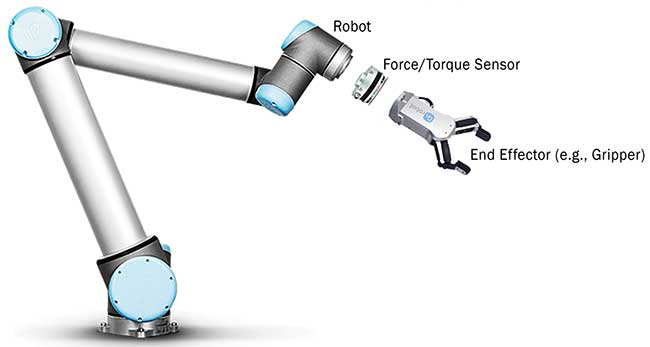 Robot
Force/Torque Sensor
End Effector (e.g., Gripper)